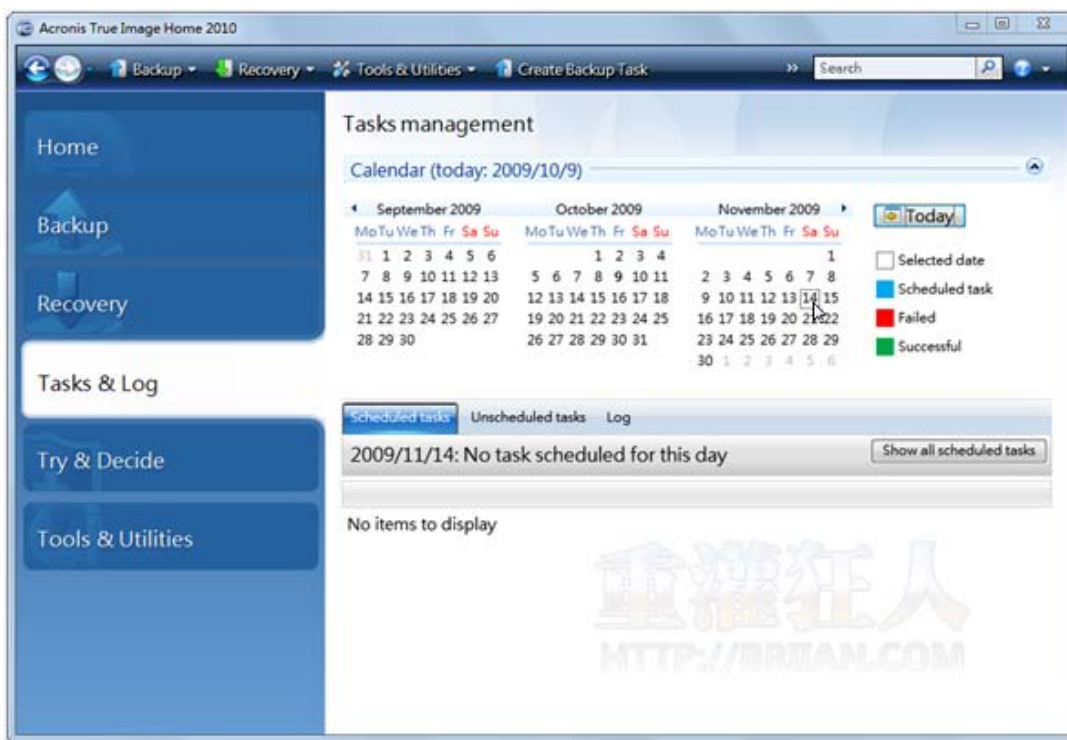 Acronis True Image Home 2010
Backup Recovery Tools & Utilities Create Backup Task » Search
Home
Backup
Recovery
Tasks & Log
Try & Decide
Tools & Utilities
Tasks management
Calendar (today: 2009/10/9)
September 2009
Mo Tu We Th Fr Sa Su
31 1 2 3 4 5 6
7 8 9 10 11 12 13
14 15 16 17 18 19 20
21 22 23 24 25 26 27
28 29 30
October 2009
Mo Tu We Th Fr Sa Su
1 2 3 4
5 6 7 8 9 10 11
12 13 14 15 16 17 18
19 20 21 22 23 24 25
26 27 28 29 30 31
November 2009
Mo Tu We Th Fr Sa Su
1
2 3 4 5 6 7 8
9 10 11 12 13 14 15
16 17 18 19 20 21 22
23 24 25 26 27 28 29
30 1 2 3 4 5 6
Today
Selected date
Scheduled task
Failed
Successful
Scheduled tasks Unscheduled tasks Log
2009/11/14: No task scheduled for this day
Show all scheduled tasks
No items to display
重灌狂人
HTTP://BRIIAN.COM